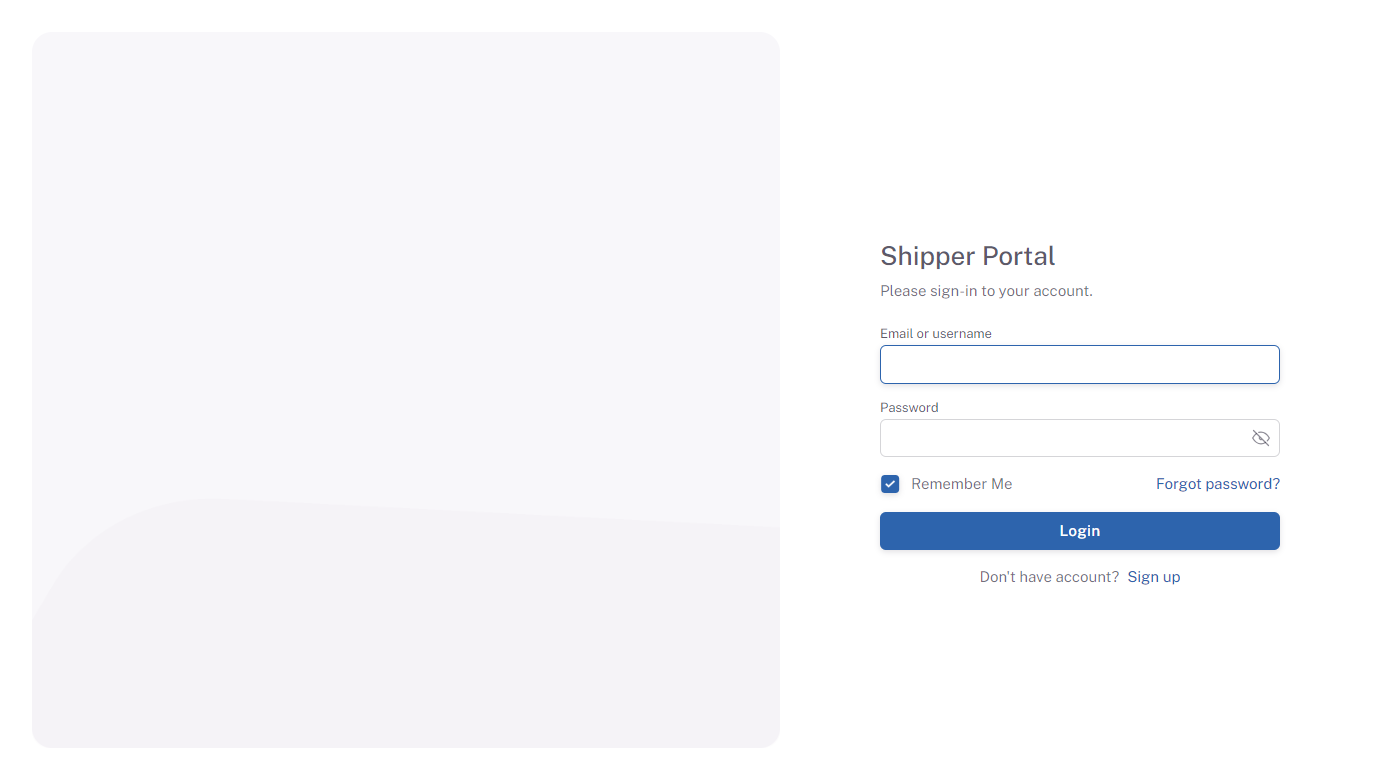 Shipper Portal
Please sign-in to your account.
Email or username
Password
Remember Me
Forgot password?
Login
Don't have account? Sign up